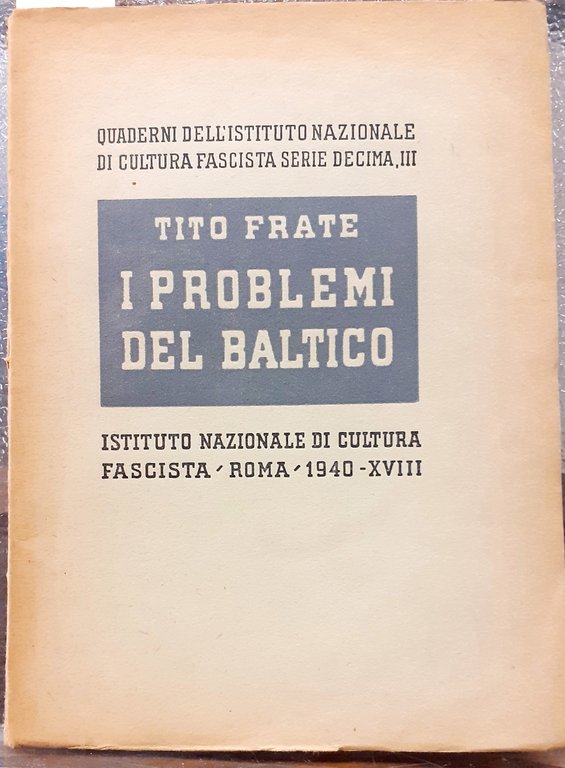 QUADERNI DELL'ISTITUTO NAZIONALE
DI CULTURA FASCISTA SERIE DECIMA, III
TITO FRATE
I PROBLEMI
DEL BALTICO
ISTITUTO NAZIONALE DI CULTURA
FASCISTA - ROMA - 1940 - XVIII